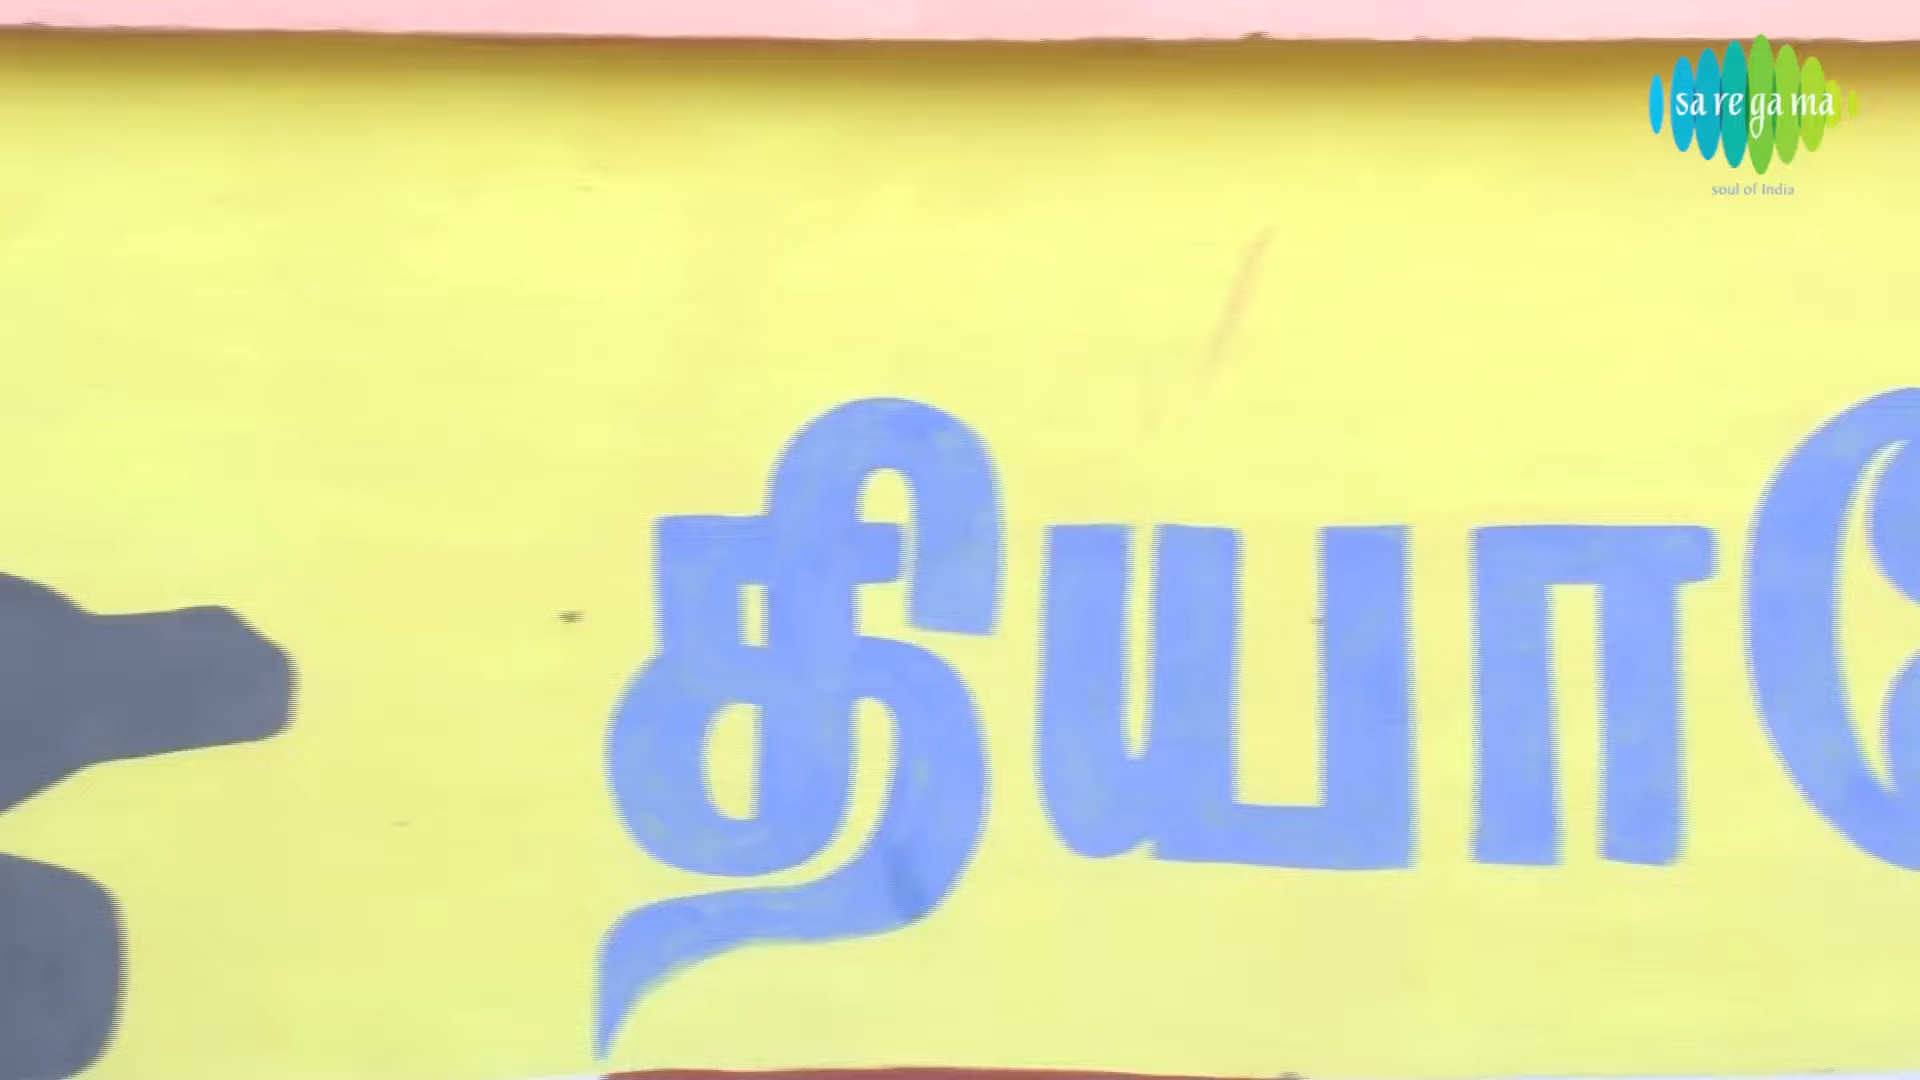 sa re ga ma
soul of India
தியா